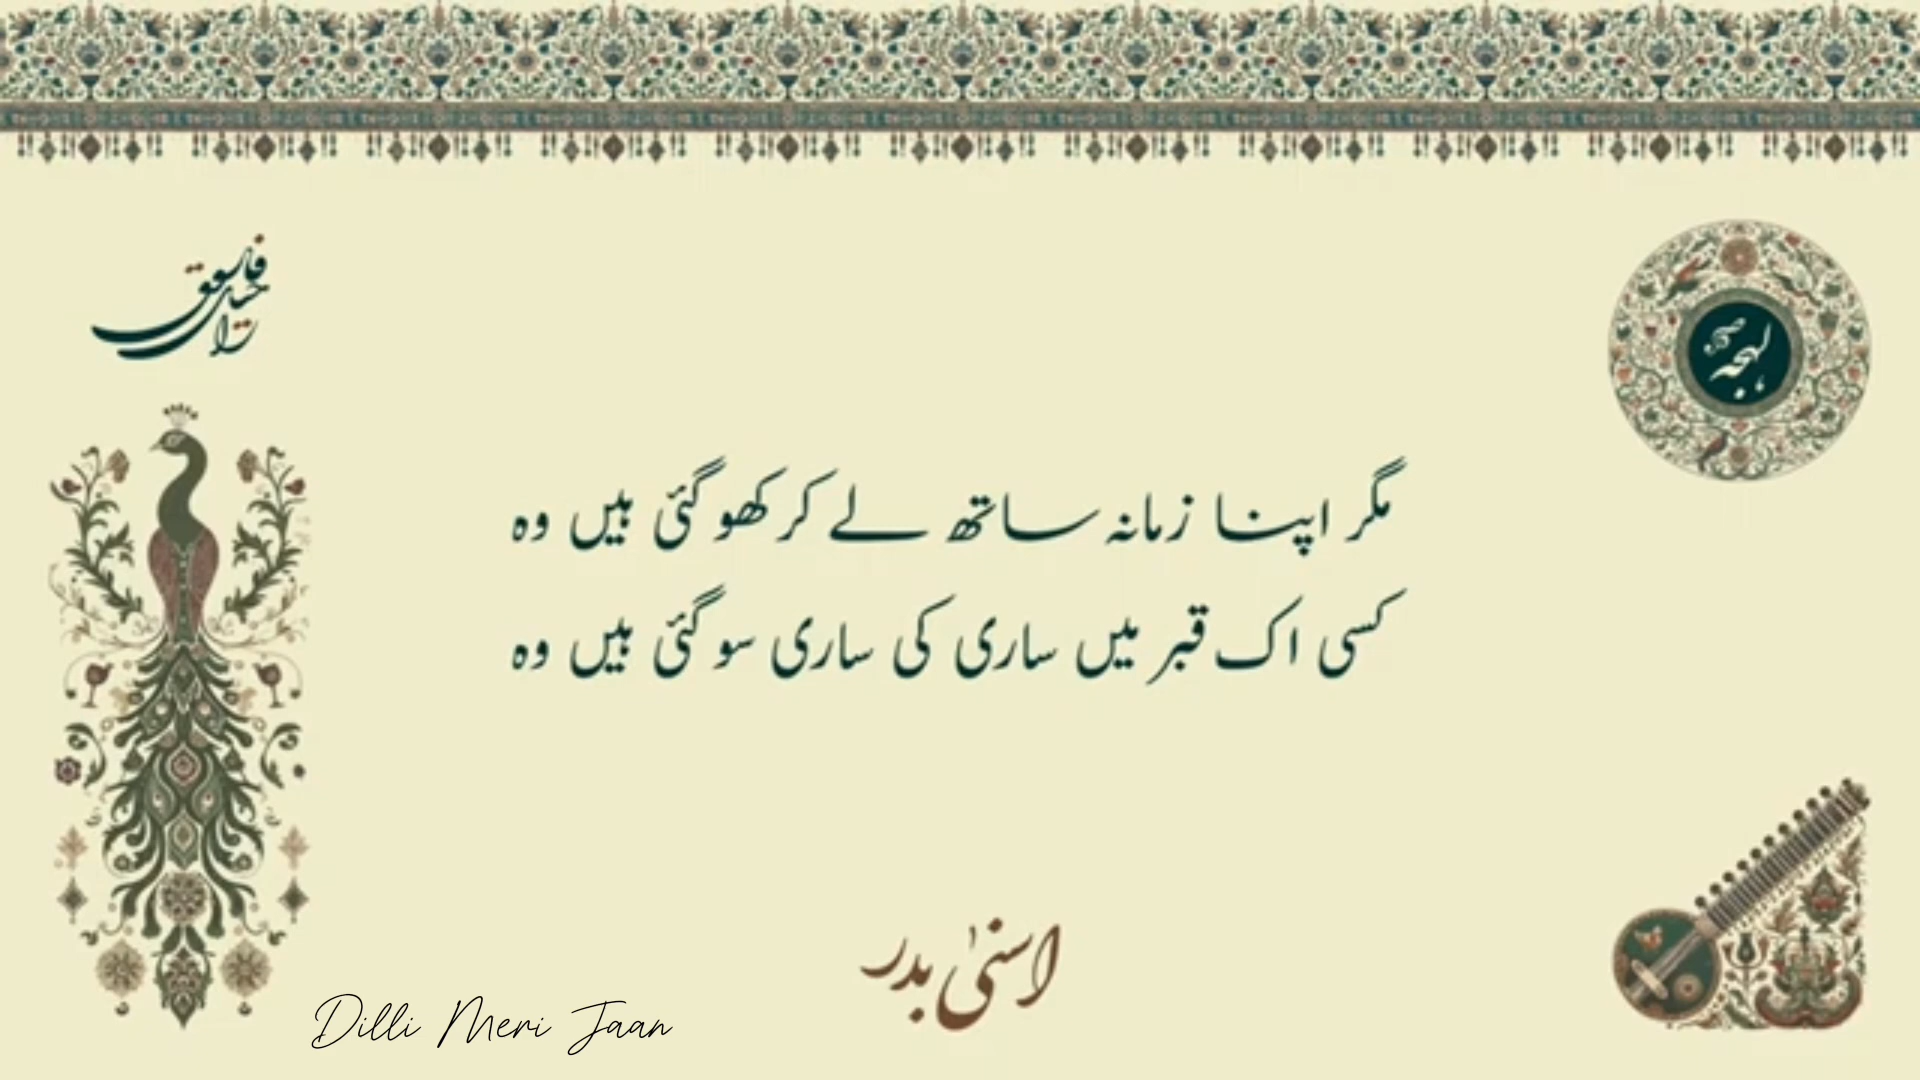 لہجہ
مگر اپنا زمانہ ساتھ لے کر کھو گئی ہیں وہ
کسی اک قبر میں ساری کی ساری سو گئی ہیں وہ
اسنیٰ بدر
Dilli Meri Jaan